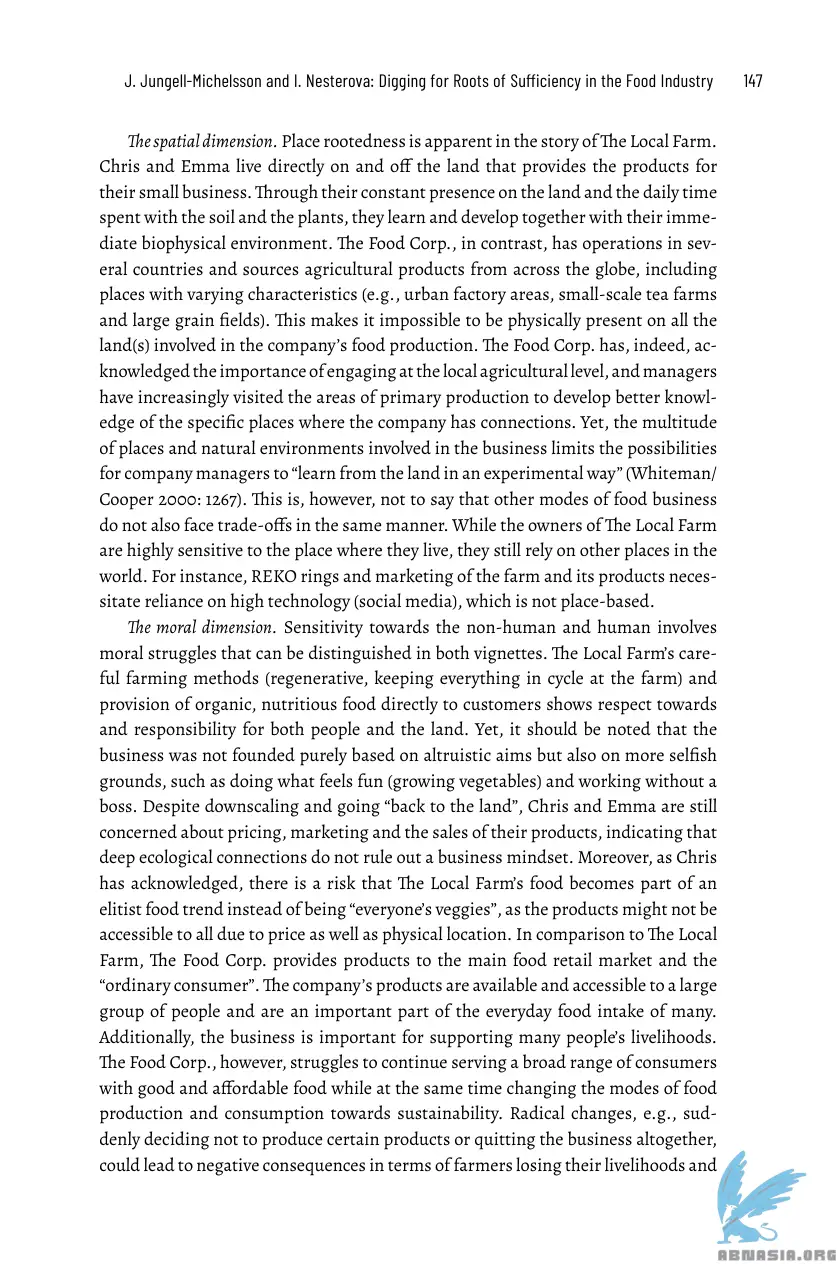 J. Jungell-Michelsson and I. Nesterova: Digging for Roots of Sufficiency in the Food Industry 147
The spatial dimension. Place rootedness is apparent in the story of The Local Farm.
Chris and Emma live directly on and off the land that provides the products for
their small business. Through their constant presence on the land and the daily time
spent with the soil and the plants, they learn and develop together with their imme-
diate biophysical environment. The Food Corp., in contrast, has operations in sev-
eral countries and sources agricultural products from across the globe, including
places with varying characteristics (e.g., urban factory areas, small-scale tea farms
and large grain fields). This makes it impossible to be physically present on all the
land(s) involved in the company's food production. The Food Corp. has, indeed, ac-
knowledged the importance of engaging at the local agricultural level, and managers
have increasingly visited the areas of primary production to develop better knowl-
edge of the specific places where the company has connections. Yet, the multitude
of places and natural environments involved in the business limits the possibilities
for company managers to “learn from the land in an experimental way” (Whiteman/
Cooper 2000: 1267). This is, however, not to say that other modes of food business
do not also face trade-offs in the same manner. While the owners of The Local Farm
are highly sensitive to the place where they live, they still rely on other places in the
world. For instance, REKO rings and marketing of the farm and its products neces-
sitate reliance on high technology (social media), which is not place-based.
The moral dimension. Sensitivity towards the non-human and human involves
moral struggles that can be distinguished in both vignettes. The Local Farm's care-
ful farming methods (regenerative, keeping everything in cycle at the farm) and
provision of organic, nutritious food directly to customers shows respect towards
and responsibility for both people and the land. Yet, it should be noted that the
business was not founded purely based on altruistic aims but also on more selfish
grounds, such as doing what feels fun (growing vegetables) and working without a
boss. Despite downscaling and going “back to the land”, Chris and Emma are still
concerned about pricing, marketing and the sales of their products, indicating that
deep ecological connections do not rule out a business mindset. Moreover, as Chris
has acknowledged, there is a risk that The Local Farm's food becomes part of an
elitist food trend instead of being “everyone's veggies”, as the products might not be
accessible to all due to price as well as physical location. In comparison to The Local
Farm, The Food Corp. provides products to the main food retail market and the
“ordinary consumer”. The company's products are available and accessible to a large
group of people and are an important part of the everyday food intake of many.
Additionally, the business is important for supporting many people's livelihoods.
The Food Corp., however, struggles to continue serving a broad range of consumers
with good and affordable food while at the same time changing the modes of food
production and consumption towards sustainability. Radical changes, e.g., sud-
denly deciding not to produce certain products or quitting the business altogether,
could lead to negative consequences in terms of farmers losing their livelihoods and
ABNASIA.ORG